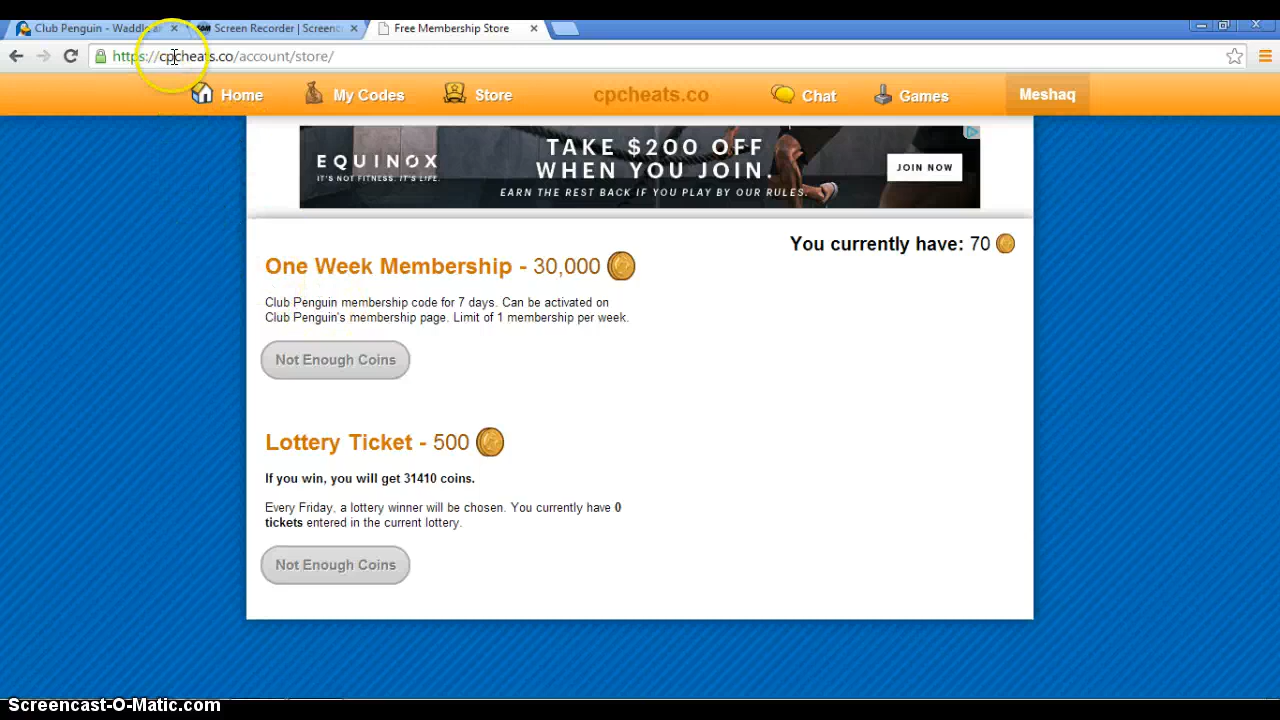 Club Penguin - Waddle a
Screen Recorder | Screenc
Free Membership Store
https://cpcheats.co/account/store/
Home
My Codes
Store
cpcheats.co
Chat
Games
Meshaq
EQUINOX
IT'S NOT FITNESS. IT'S LIFE.
TAKE $200 OFF
WHEN YOU JOIN.
EARN THE REST BACK IF YOU PLAY BY OUR RULES.
JOIN NOW
You currently have: 70
One Week Membership - 30,000
Club Penguin membership code for 7 days. Can be activated on
Club Penguin's membership page. Limit of 1 membership per week.
Not Enough Coins
Lottery Ticket - 500
If you win, you will get 31410 coins.
Every Friday, a lottery winner will be chosen. You currently have 0
tickets entered in the current lottery.
Not Enough Coins
Screencast-O-Matic.com